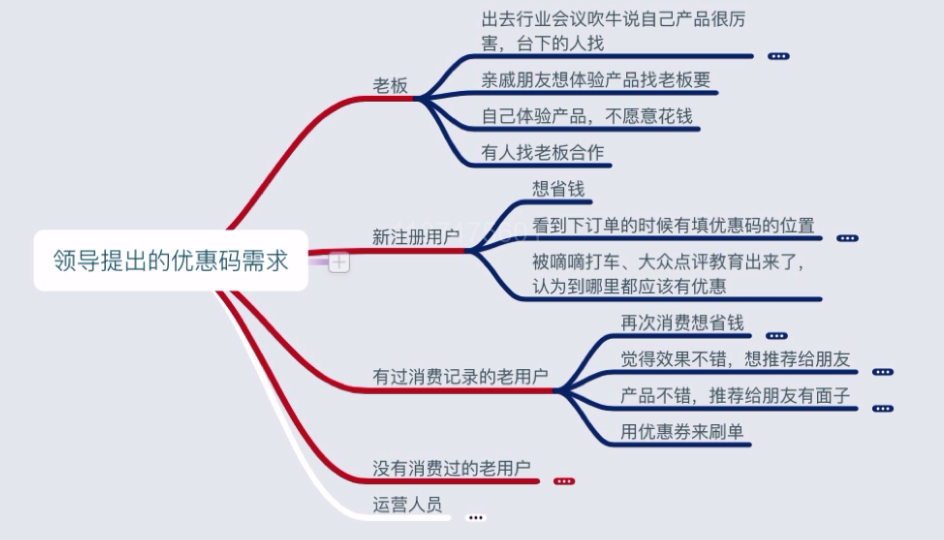 领导提出的优惠码需求
老板
出去行业会议吹牛说自己产品很厉
害，台下的人找
亲戚朋友想体验产品找老板要
自己体验产品，不愿意花钱
有人找老板合作
新注册用户
想省钱
看到下订单的时候有填优惠码的位置
被嘀嘀打车、大众点评教育出来了，
认为到哪里都应该有优惠
有过消费记录的老用户
再次消费想省钱
觉得效果不错，想推荐给朋友
产品不错，推荐给朋友有面子
用优惠券来刷单
没有消费过的老用户
运营人员